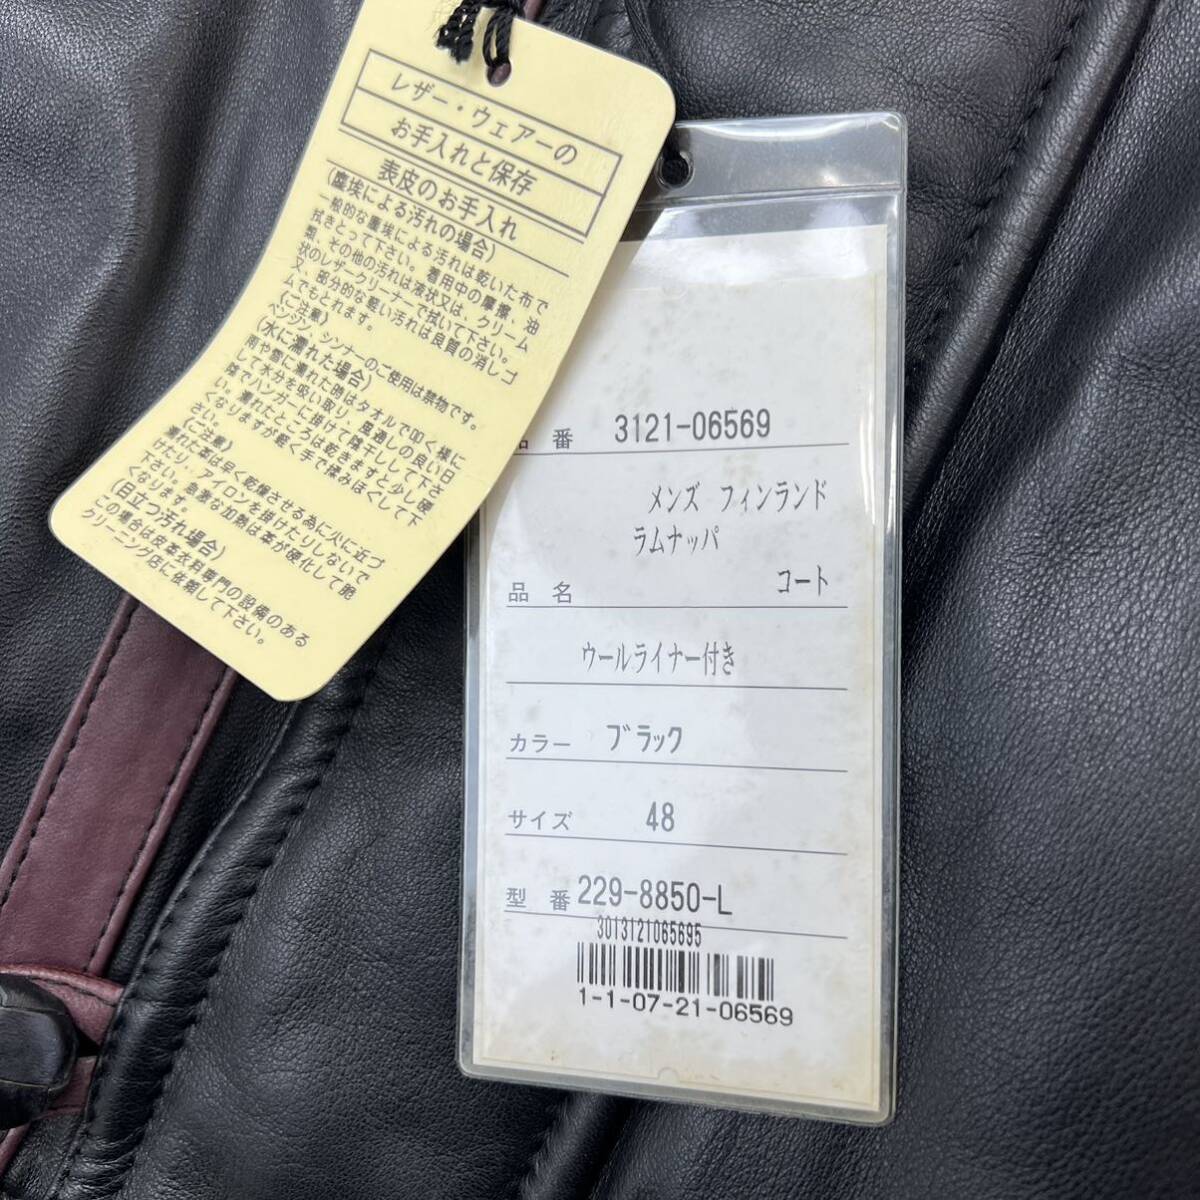 レザー・ウェアーの
お手入れと保存
表皮のお手入れ
(塵埃による汚れの場合)
一般的な塵埃による汚れは乾いた布で
拭きとって下さい。着用中の摩擦、油
類、その他の汚れは液状又は、クリーム
状のレザークリーナーで拭いて下さい。
又、部分的な軽い汚れは良質の消しゴ
ムでもとれます。
(ご注意)
ベンジン、シンナーのご使用は禁物です。
(水に濡れた場合)
雨や雪に濡れた時はタオルで叩く様に
して水分を吸い取り、風通しの良い日
陰でハンガーに掛けて陰干しして下さ
い。濡れたところは乾きますと少し硬
くなりますが軽く手で揉みほぐして下
さい。
(ご注意)
濡れた革は早く乾燥させる為に火に近づ
けたり、アイロンを掛けたりしないで
下さい。急激な加熱は革が硬化して脆
くなります。
(目立つ汚れ場合)
この場合は皮革衣料専門の設備のある
クリーニング店に依頼して下さい。
品 番 3121-06569
メンズ フィンランド
ラムナッパ
品 名 コート
ウールライナー付き
カラー ブラック
サイズ 48
型 番 229-8850-L
3013121065695
1-1-07-21-06569